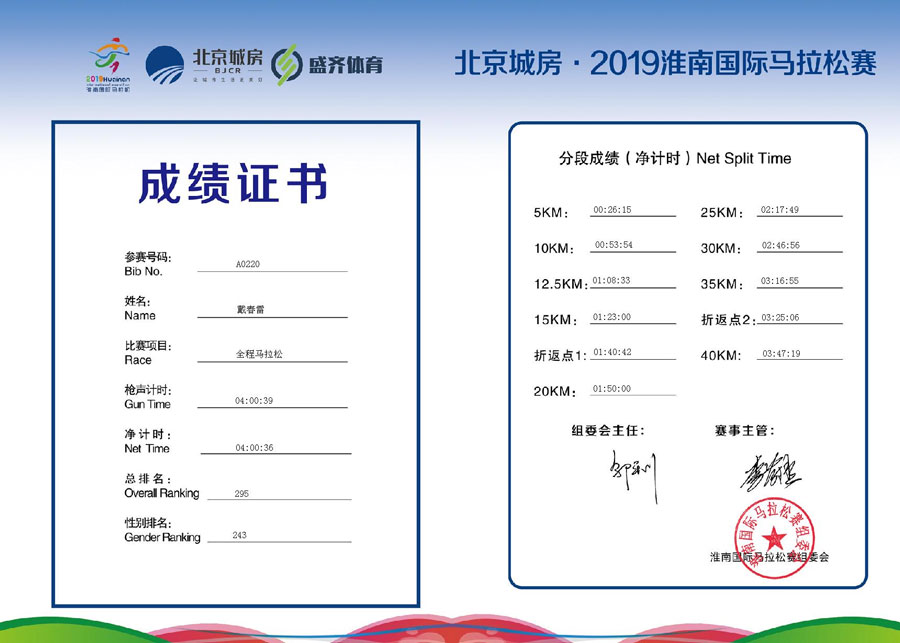 2019Huainan
淮南国际马拉松
北京城房
BJCR
盛齐体育
北京城房·2019淮南国际马拉松赛
成绩证书
参赛号码:
Bib No. A0220
姓名:
Name 戴春雷
比赛项目:
Race 全程马拉松
枪声计时:
Gun Time 04:00:39
净计时:
Net Time 04:00:36
总排名:
Overall Ranking 295
性别排名:
Gender Ranking 243
分段成绩(净计时)Net Split Time
5KM: 00:26:15
10KM: 00:53:54
12.5KM: 01:08:33
15KM: 01:23:00
折返点1: 01:40:42
20KM: 01:50:00
25KM: 02:17:49
30KM: 02:46:56
35KM: 03:16:55
折返点2: 03:25:06
40KM: 03:47:19
组委会主任:
赛事主管:
淮南国际马拉松赛组委会
淮南国际马拉松赛组委会